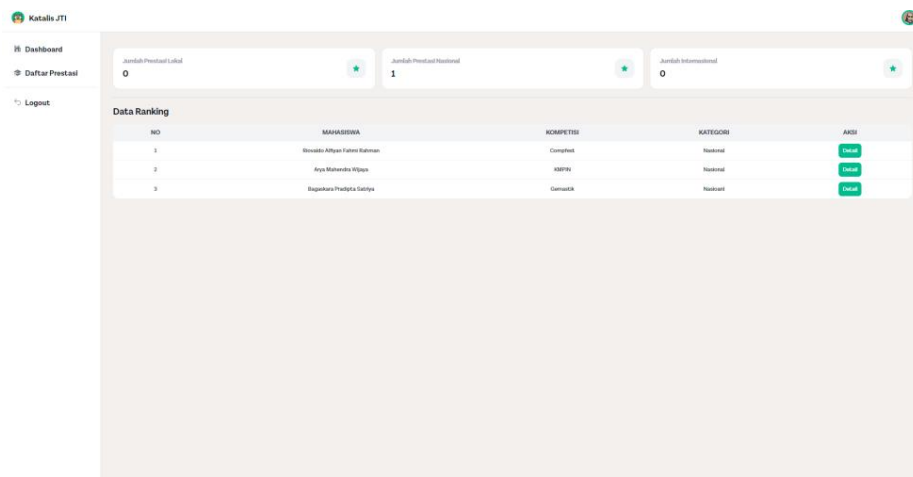 Katalis JTI
Dashboard
Daftar Prestasi
Logout
Jumlah Prestasi Lokal
0
Jumlah Prestasi Nasional
1
Jumlah Internasional
0
Data Ranking
NO MAHASISWA KOMPETISI KATEGORI AKSI
1 Rovaldo Alfiyan Fahmi Rahman Compfest Nasional Detail
2 Arya Mahendra Wijaya KMIPN Nasional Detail
3 Bagaskara Pradipta Satriya Gemastik Nasional Detail